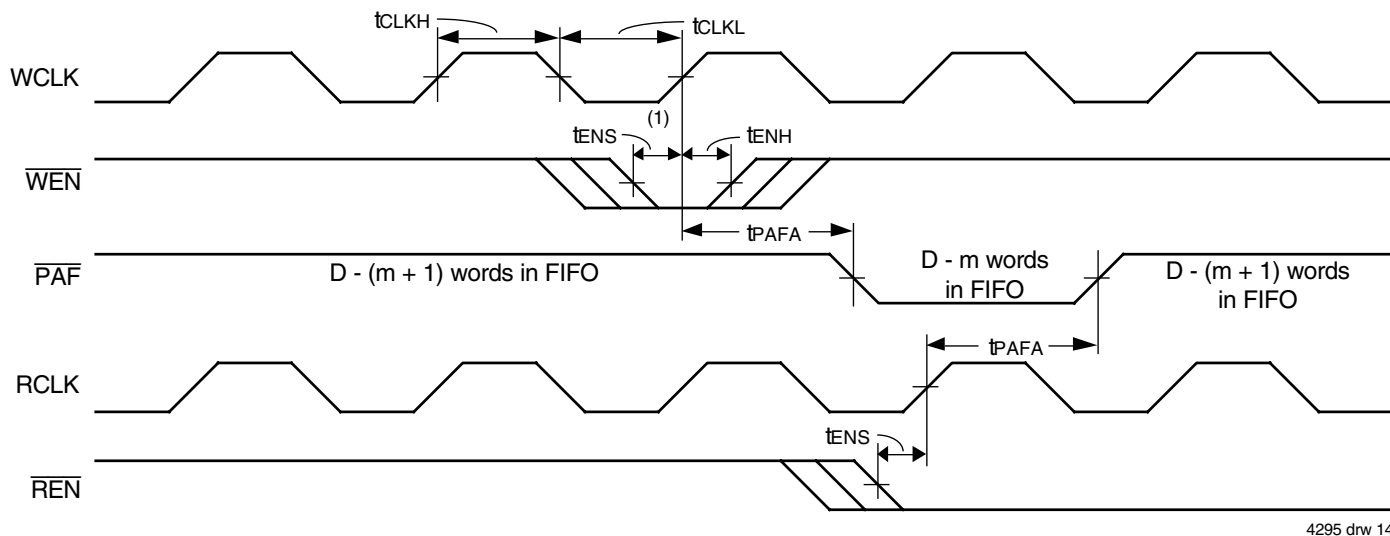 tCLKH
tCLKL
WCLK
(1)
tENS
tENH
WEN
tPAFA
PAF
D - (m + 1) words in FIFO
D - m words
in FIFO
D - (m + 1) words
in FIFO
tPAFA
RCLK
tENS
REN
4295 drw 14